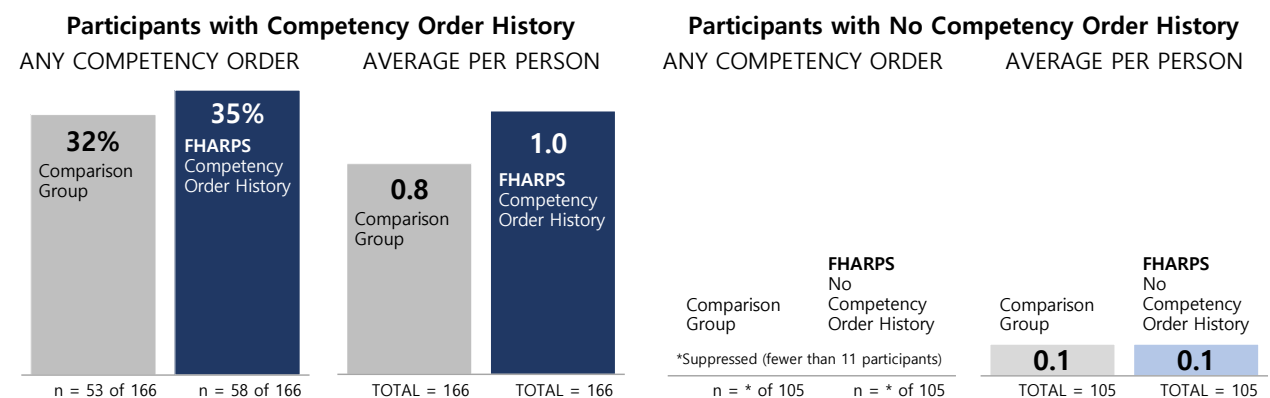 Participants with Competency Order History
ANY COMPETENCY ORDER
32%
Comparison
Group
n = 53 of 166
35%
FHARPS
Competency
Order History
n = 58 of 166
AVERAGE PER PERSON
0.8
Comparison
Group
TOTAL = 166
1.0
FHARPS
Competency
Order History
TOTAL = 166
Participants with No Competency Order History
ANY COMPETENCY ORDER
Comparison
Group
FHARPS
No
Competency
Order History
*Suppressed (fewer than 11 participants)
n = * of 105
n = * of 105
AVERAGE PER PERSON
Comparison
Group
0.1
TOTAL = 105
FHARPS
No
Competency
Order History
0.1
TOTAL = 105